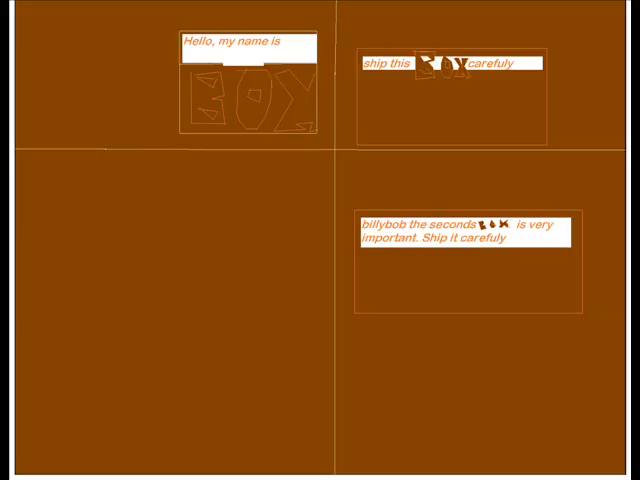 Hello, my name is
BOX
ship this BOX carefuly
billybob the seconds BOX is very
important. Ship it carefuly